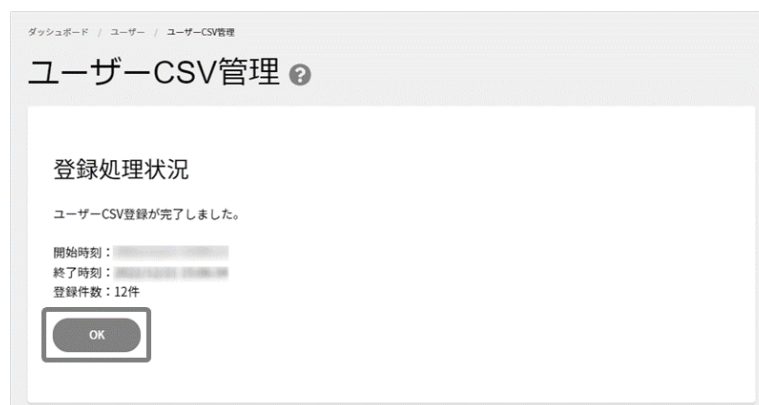 ダッシュボード / ユーザー / ユーザーCSV管理
ユーザーCSV管理 ?
登録処理状況
ユーザーCSV登録が完了しました。
開始時刻：
終了時刻：
登録件数：12件
OK